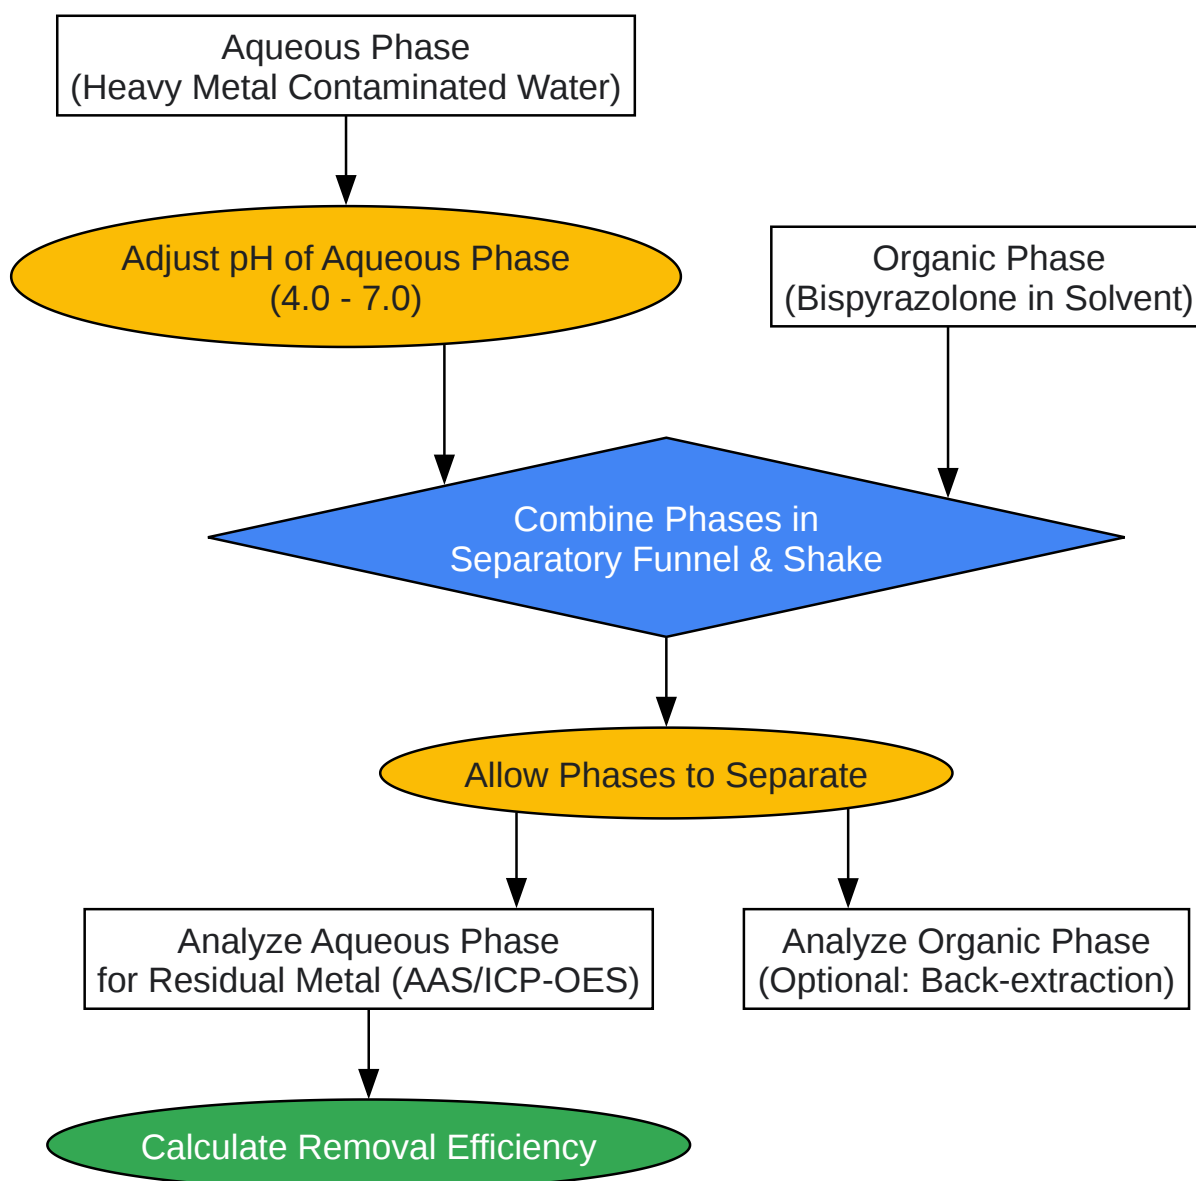 Aqueous Phase
(Heavy Metal Contaminated Water)
Adjust pH of Aqueous Phase
(4.0 - 7.0)
Organic Phase
(Bispyrazolone in Solvent)
Combine Phases in
Separatory Funnel & Shake
Allow Phases to Separate
Analyze Aqueous Phase
for Residual Metal (AAS/ICP-OES)
Analyze Organic Phase
(Optional: Back-extraction)
Calculate Removal Efficiency